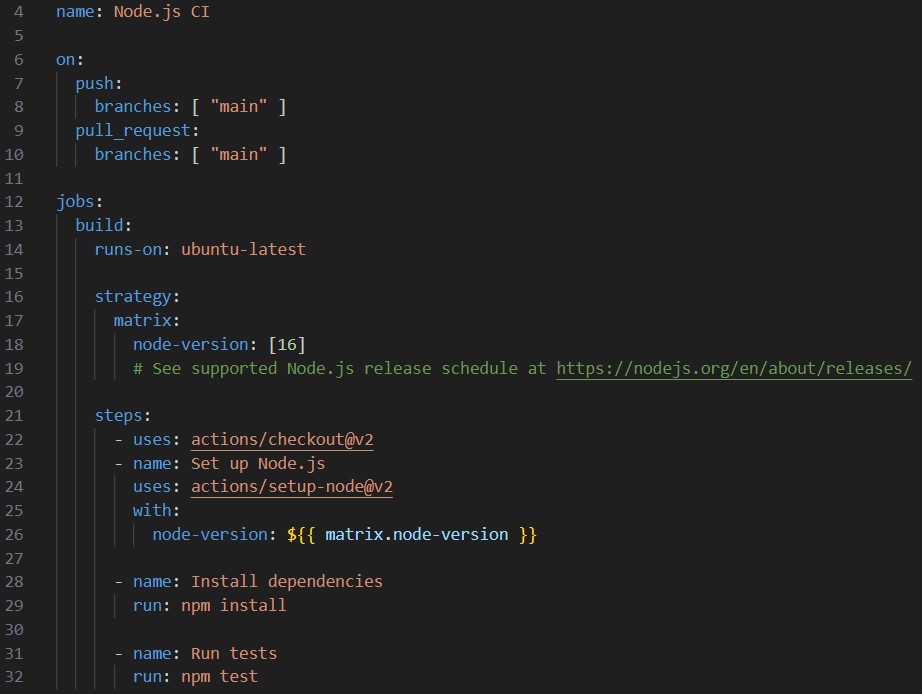 4 name: Node.js CI
5
6 on:
7   push:
8     branches: [ "main" ]
9   pull_request:
10     branches: [ "main" ]
11
12 jobs:
13   build:
14     runs-on: ubuntu-latest
15
16     strategy:
17       matrix:
18         node-version: [16]
19         # See supported Node.js release schedule at https://nodejs.org/en/about/releases/
20
21     steps:
22       - uses: actions/checkout@v2
23       - name: Set up Node.js
24         uses: actions/setup-node@v2
25         with:
26           node-version: ${{ matrix.node-version }}
27
28       - name: Install dependencies
29         run: npm install
30
31       - name: Run tests
32         run: npm test